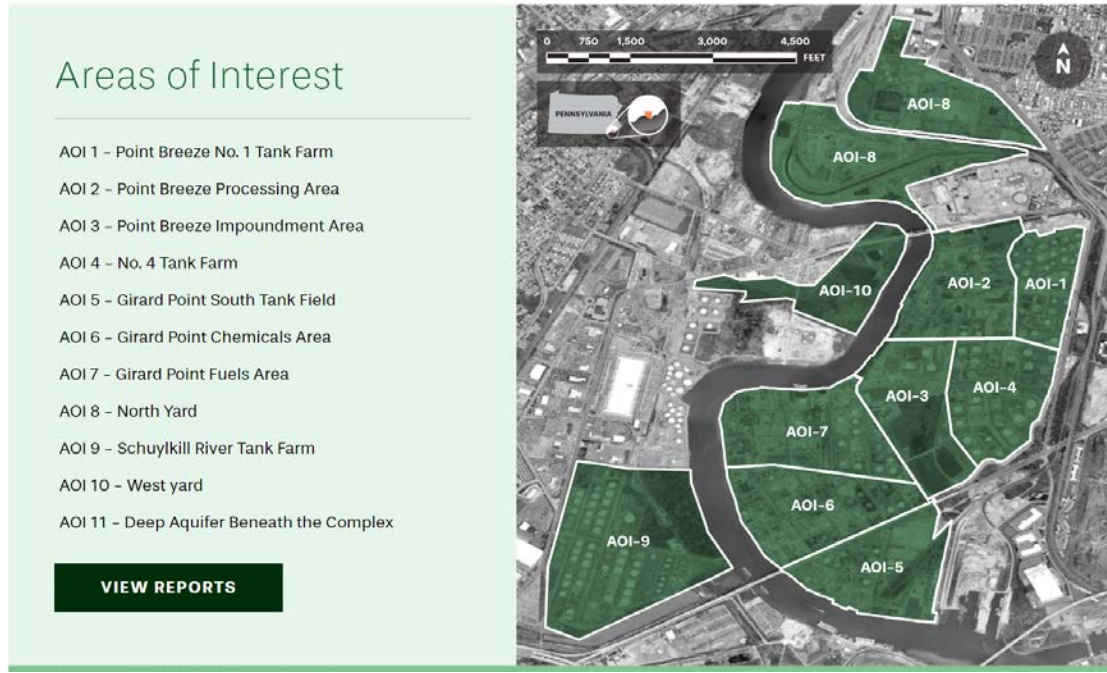 Areas of Interest
AOI 1 – Point Breeze No. 1 Tank Farm
AOI 2 – Point Breeze Processing Area
AOI 3 – Point Breeze Impoundment Area
AOI 4 – No. 4 Tank Farm
AOI 5 – Girard Point South Tank Field
AOI 6 – Girard Point Chemicals Area
AOI 7 – Girard Point Fuels Area
AOI 8 – North Yard
AOI 9 – Schuylkill River Tank Farm
AOI 10 – West yard
AOI 11 – Deep Aquifer Beneath the Complex
VIEW REPORTS
0 750 1,500 3,000 4,500
FEET
N
PENNSYLVANIA
AOI-8
AOI-8
AOI-10
AOI-2
AOI-1
AOI-3
AOI-4
AOI-7
AOI-6
AOI-9
AOI-5